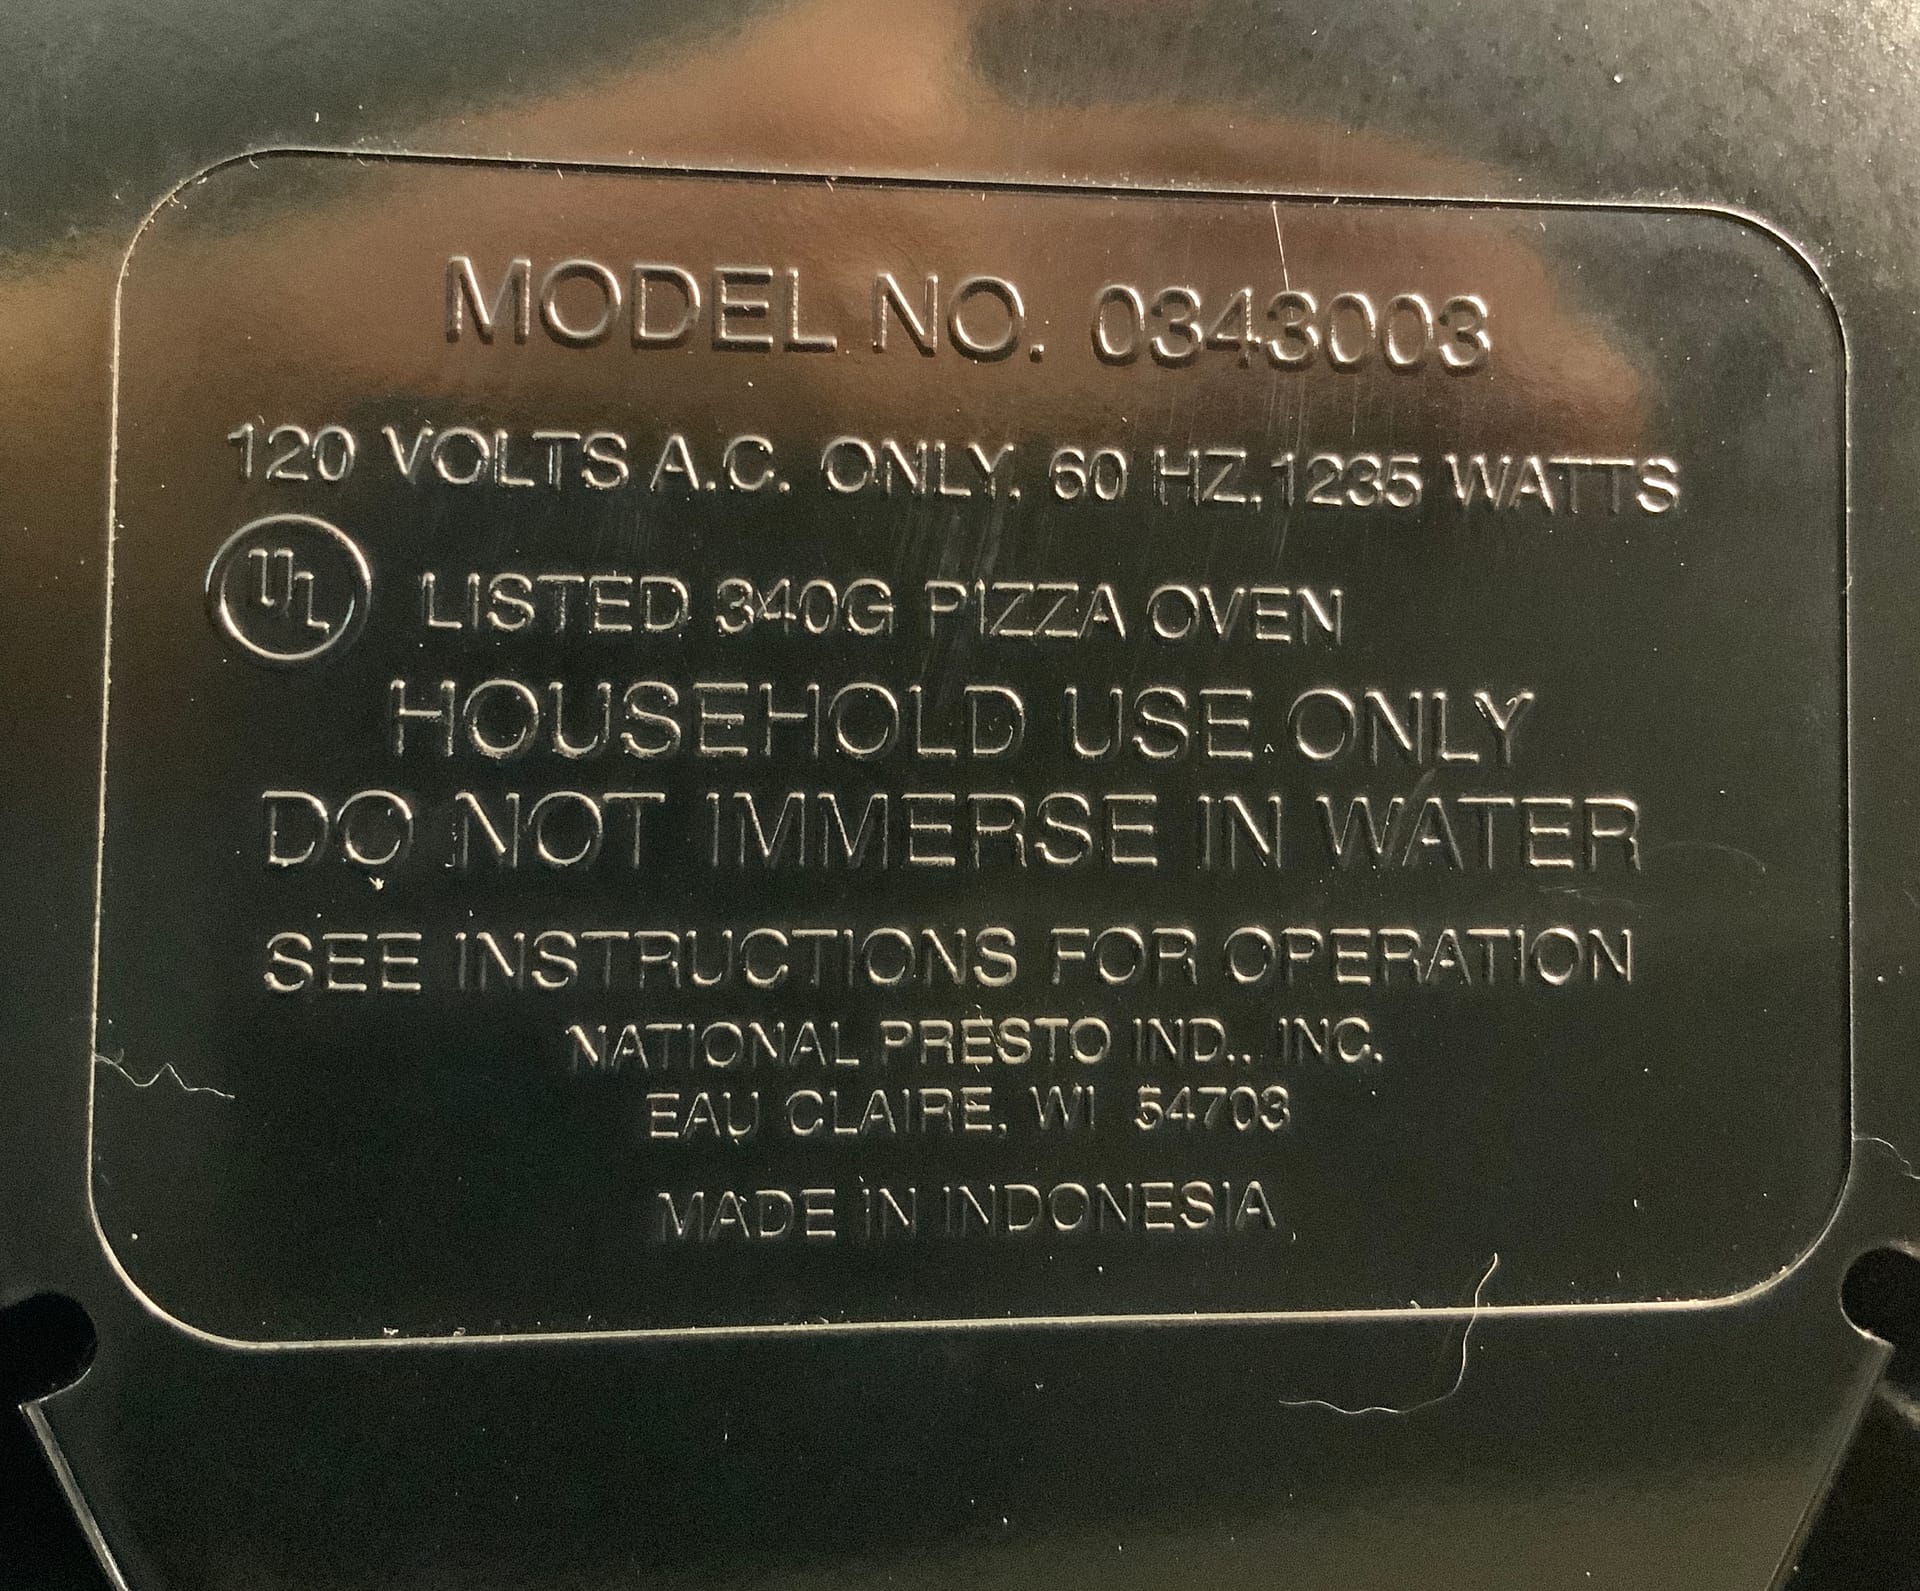 MODEL NO. 0343003
120 VOLTS A.C. ONLY, 60 HZ, 1235 WATTS
UL LISTED 340G PIZZA OVEN
HOUSEHOLD USE ONLY
DO NOT IMMERSE IN WATER
SEE INSTRUCTIONS FOR OPERATION
NATIONAL PRESTO IND., INC.
EAU CLAIRE, WI 54703
MADE IN INDONESIA